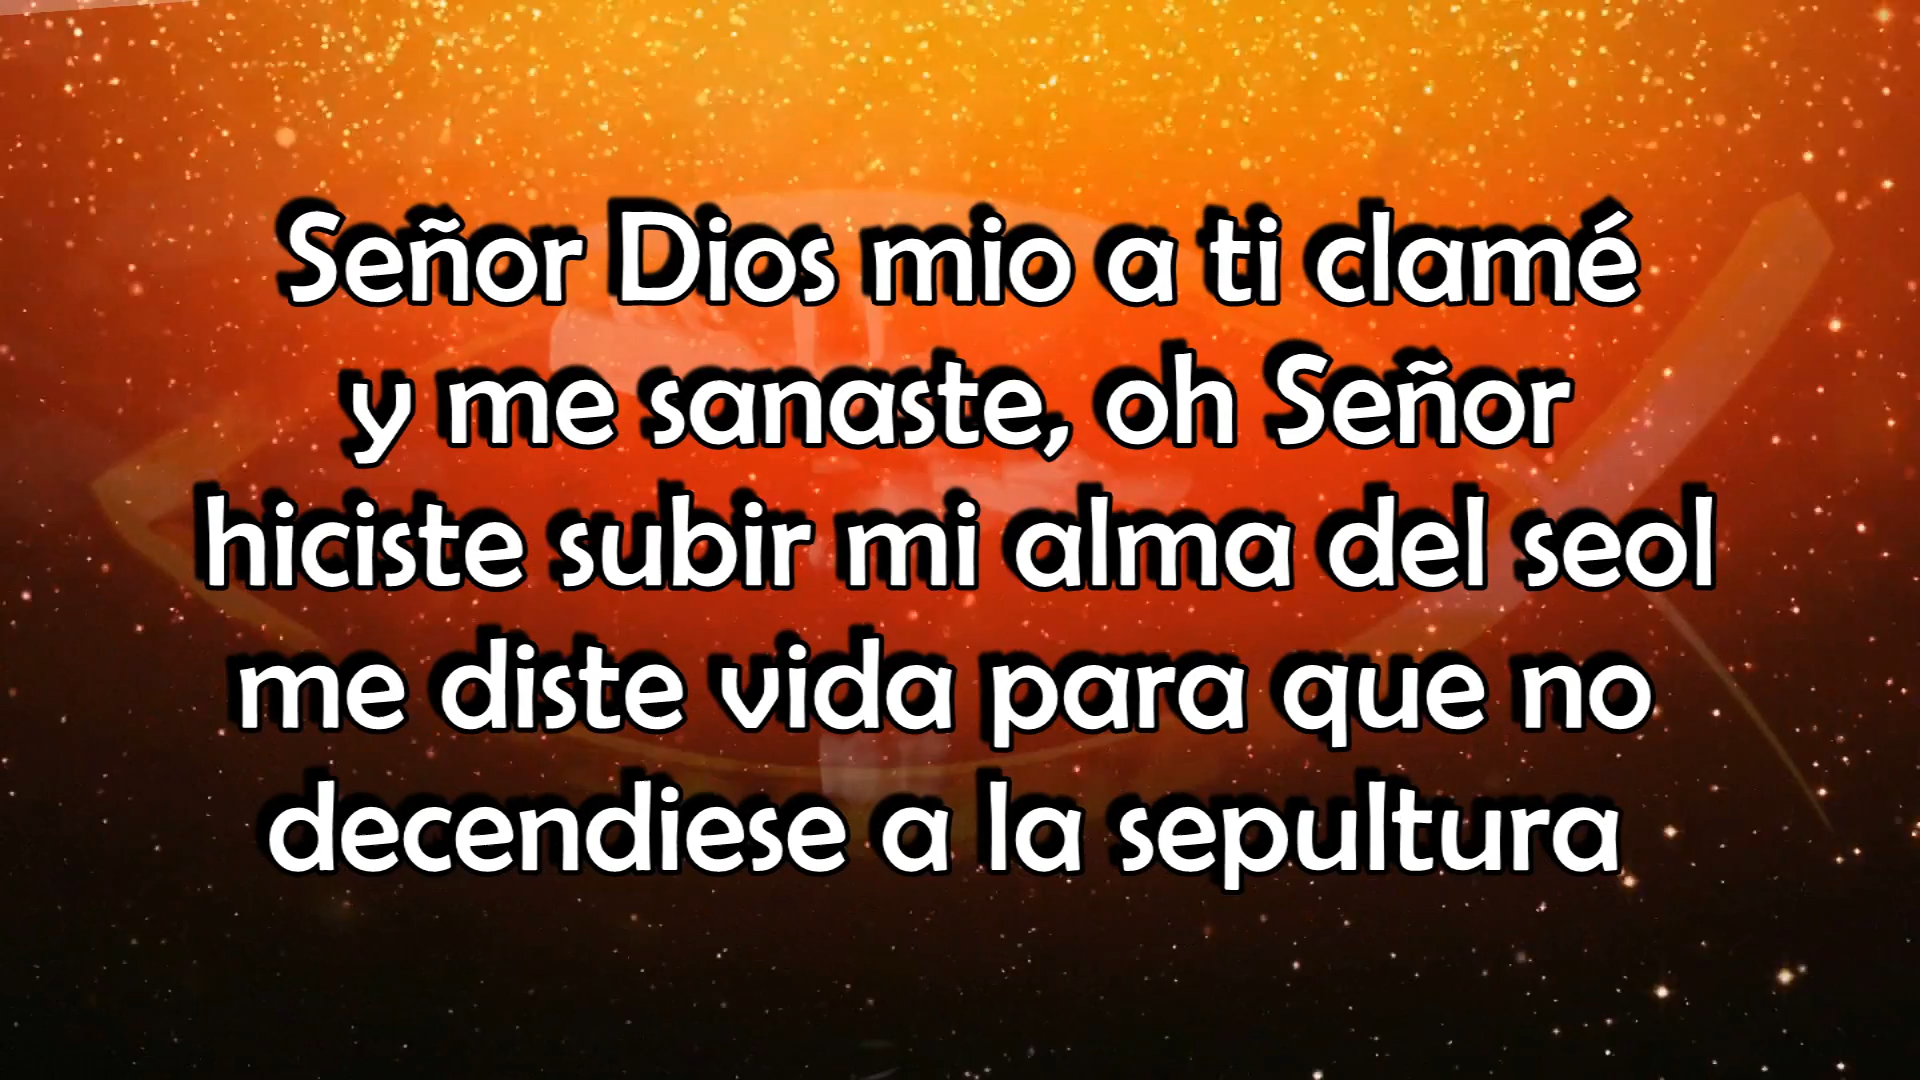 Señor Dios mio a ti clamé
y me sanaste, oh Señor
hiciste subir mi alma del seol
me diste vida para que no
decendiese a la sepultura